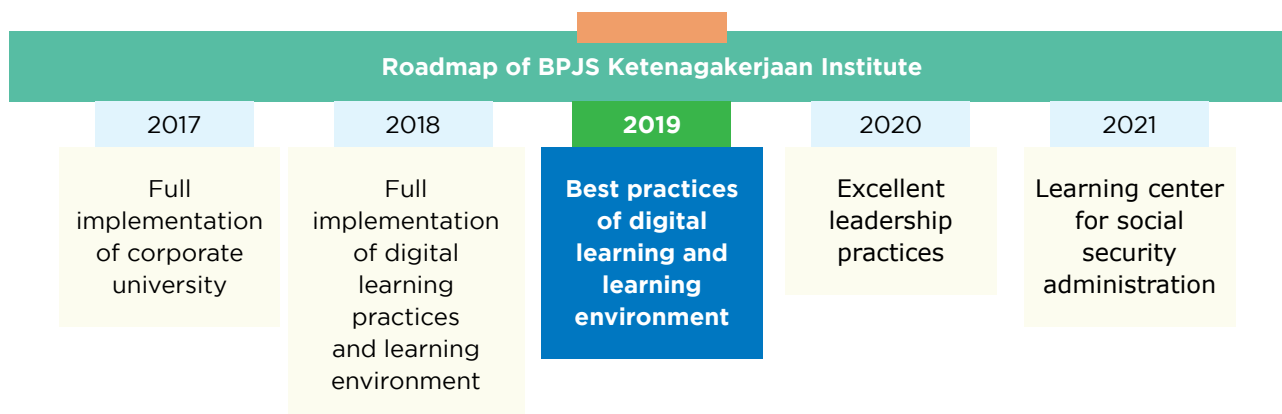 Roadmap of BPJS Ketenagakerjaan Institute
2017
Full
implementation
of corporate
university
2018
Full
implementation
of digital
learning
practices
and learning
environment
2019
Best practices
of digital
learning and
learning
environment
2020
Excellent
leadership
practices
2021
Learning center
for social
security
administration